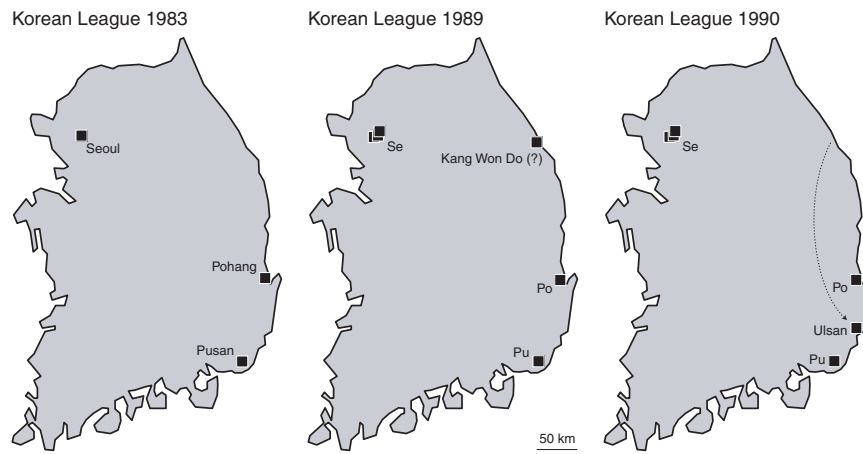 Korean League 1983
Seoul
Pohang
Pusan
Korean League 1989
Se
Kang Won Do (?)
Po
Pu
50 km
Korean League 1990
Se
Po
Ulsan
Pu